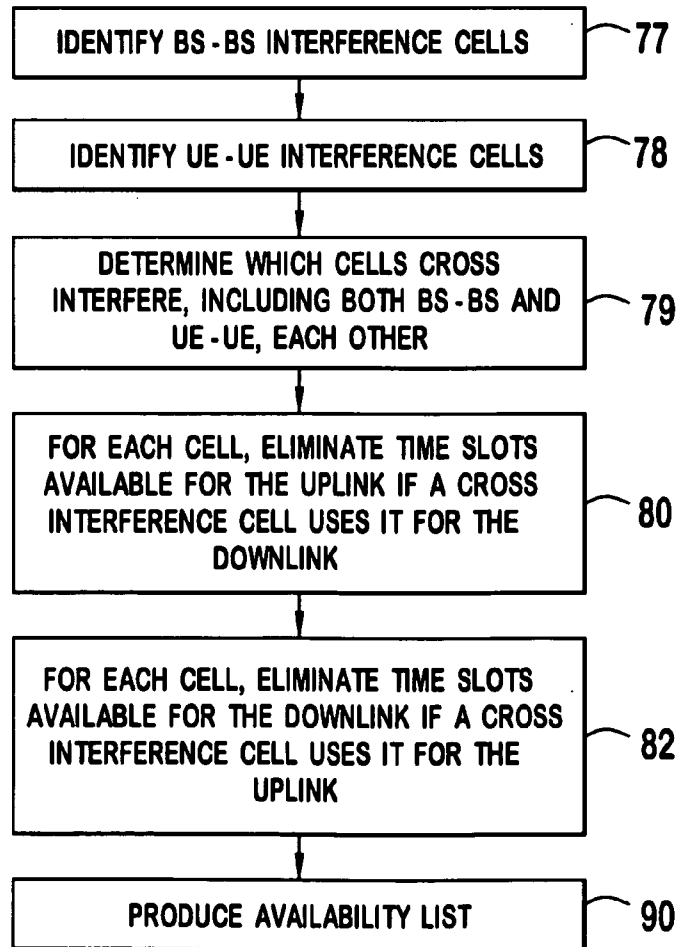 IDENTIFY BS-BS INTERFERENCE CELLS
77
IDENTIFY UE-UE INTERFERENCE CELLS
78
DETERMINE WHICH CELLS CROSS
INTERFERE, INCLUDING BOTH BS-BS AND
UE-UE, EACH OTHER
79
FOR EACH CELL, ELIMINATE TIME SLOTS
AVAILABLE FOR THE UPLINK IF A CROSS
INTERFERENCE CELL USES IT FOR THE
DOWNLINK
80
FOR EACH CELL, ELIMINATE TIME SLOTS
AVAILABLE FOR THE DOWNLINK IF A CROSS
INTERFERENCE CELL USES IT FOR THE
UPLINK
82
PRODUCE AVAILABILITY LIST
90